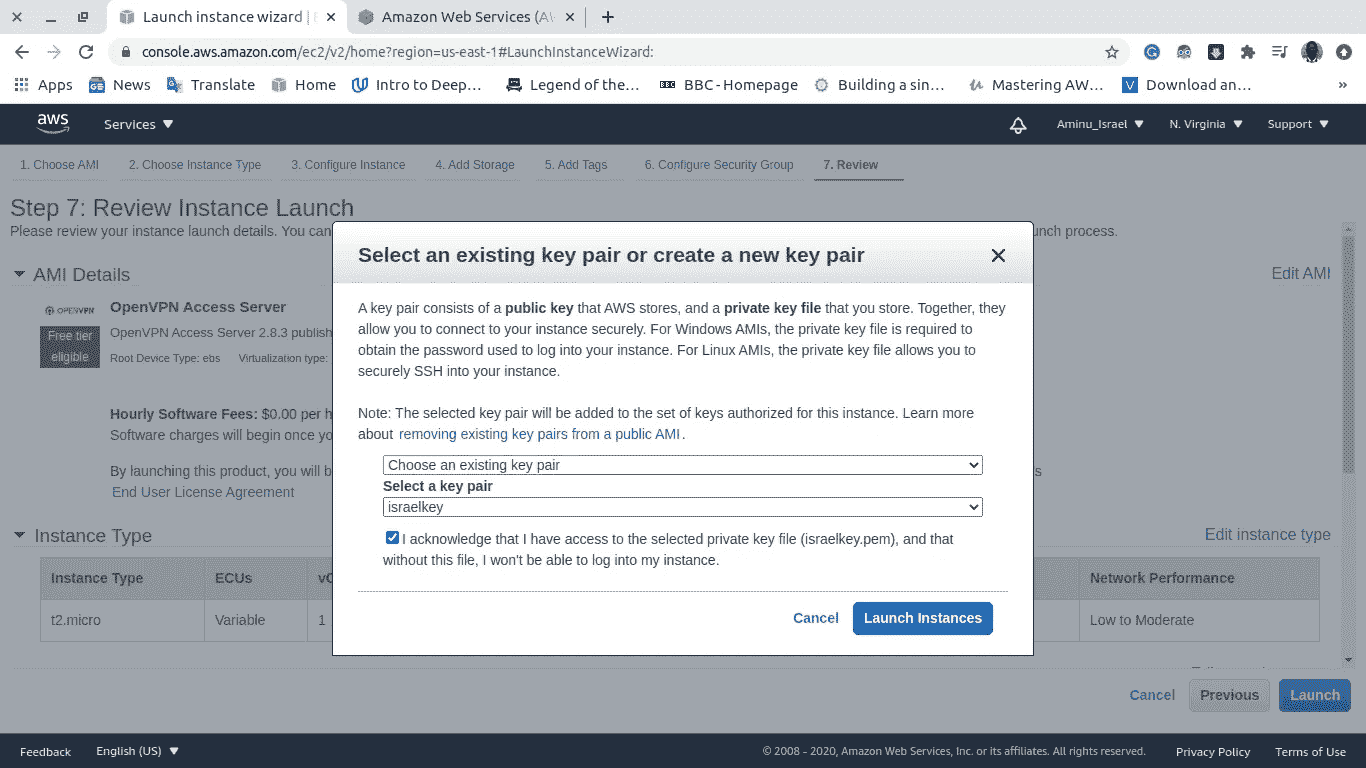 Launch instance wizard |
Amazon Web Services (A
console.aws.amazon.com/ec2/v2/home?region=us-east-1#LaunchInstanceWizard:
Apps News Translate Home Intro to Deep... Legend of the... BBC BBC - Homepage Building a sin... Mastering AW... Download an... »
aws Services Aminu_Israel N. Virginia Support
1. Choose AMI 2. Choose Instance Type 3. Configure Instance 4. Add Storage 5. Add Tags 6. Configure Security Group 7. Review
Step 7: Review Instance Launch
Please review your instance launch details. You can
unch process.
AMI Details
Edit AMI
OPENVPN
Free tier
eligible
OpenVPN Access Server
OpenVPN Access Server 2.8.3 publish
Root Device Type: ebs Virtualization type:
Hourly Software Fees: $0.00 per h
Software charges will begin once yo
By launching this product, you will b
s
End User License Agreement
Select an existing key pair or create a new key pair
A key pair consists of a public key that AWS stores, and a private key file that you store. Together, they
allow you to connect to your instance securely. For Windows AMIs, the private key file is required to
obtain the password used to log into your instance. For Linux AMIs, the private key file allows you to
securely SSH into your instance.
Note: The selected key pair will be added to the set of keys authorized for this instance. Learn more
about removing existing key pairs from a public AMI.
Choose an existing key pair
Select a key pair
israelkey
I acknowledge that I have access to the selected private key file (israelkey.pem), and that
without this file, I won't be able to log into my instance.
Cancel Launch Instances
Instance Type
Edit instance type
Instance Type ECUs vC Network Performance
t2.micro Variable 1 Low to Moderate
Cancel Previous Launch
Feedback English (US) © 2008 - 2020, Amazon Web Services, Inc. or its affiliates. All rights reserved. Privacy Policy Terms of Use